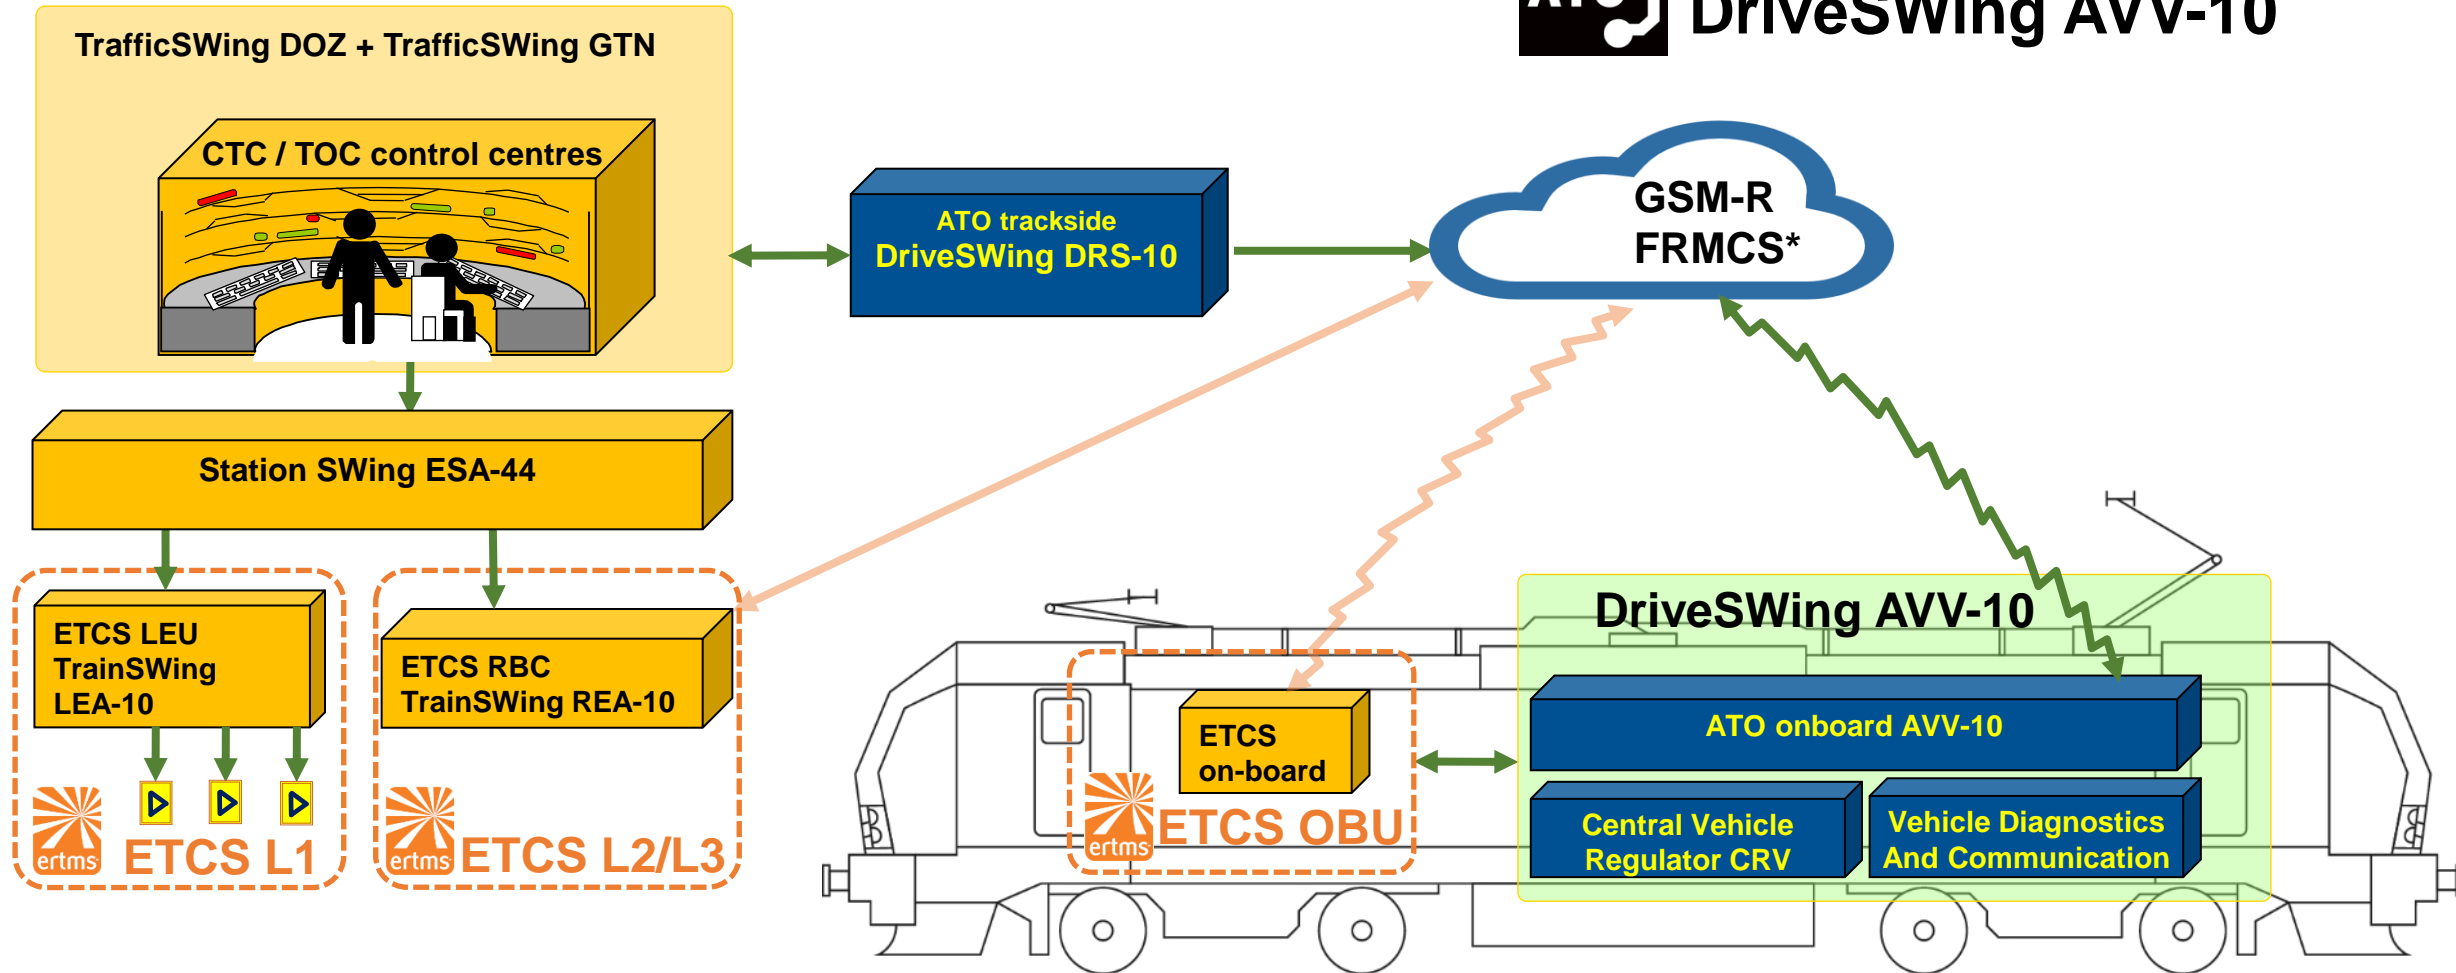 DriveSWing AVV-10
TrafficSWing DOZ + TrafficSWing GTN
CTC / TOC control centres
ATO trackside
DriveSWing DRS-10
GSM-R
FRMCS*
Station SWing ESA-44
ETCS LEU
TrainSWing
LEA-10
ertms
ETCS L1
ETCS RBC
TrainSWing REA-10
ertms
ETCS L2/L3
ETCS
on-board
ertms
ETCS OBU
DriveSWing AVV-10
ATO onboard AVV-10
Central Vehicle
Regulator CRV
Vehicle Diagnostics
And Communication